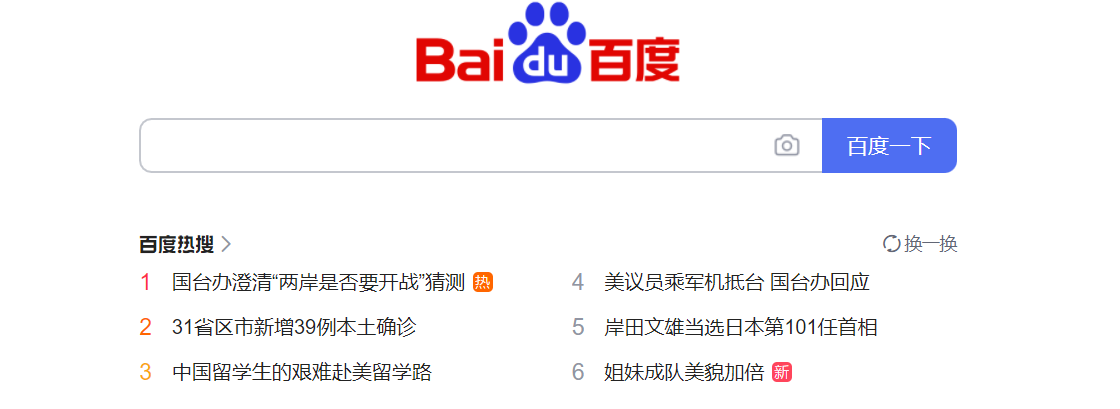 Bai du 百度
百度一下
百度热搜
换一换
1 国台办澄清“两岸是否要开战”猜测 热
2 31省区市新增39例本土确诊
3 中国留学生的艰难赴美留学路
4 美议员乘军机抵台 国台办回应
5 岸田文雄当选日本第101任首相
6 姐妹成队美貌加倍 新